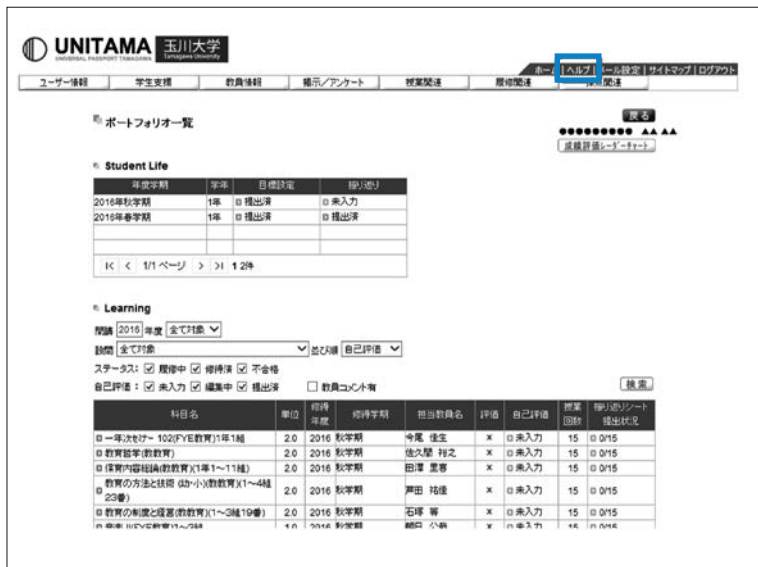 UNITAMA 玉川大学
UNIVERSAL PASSPORT TAMAGAWA Tamagawa University
ホーム | ヘルプ | メール設定 | サイトマップ | ログアウト
ユーザー情報 学生支援 教員情報 掲示/アンケート 授業関連 履修関連
ポートフォリオ一覧 戻る
●●●●●●●●● ▲▲ ▲▲
成績評価レーダーチャート
Student Life
年度学期 学年 目標設定 振り返り
2016年秋学期 1年 提出済 未入力
2016年春学期 1年 提出済 提出済
|< < 1/1 ページ > >| 1 2件
Learning
開講 2016 年度 全て対象
設問 全て対象 並び順 自己評価
ステータス: 履修中 修得済 不合格
自己評価: 未入力 編集中 提出済 教員コメント有 検索
科目名 単位 修得年度 修得学期 担当教員名 評価 自己評価 授業回数 振り返りシート提出状況
一年次セミナー 102(FYE教育)1年1組 2.0 2016 秋学期 今尾 佳生 × 未入力 15 0/15
教育哲学(教教育) 2.0 2016 秋学期 佐久間 裕之 × 未入力 15 0/15
保育内容総論(教教育)(1年1~11組) 2.0 2016 秋学期 田澤 里喜 × 未入力 15 0/15
教育の方法と技術 (幼・小)(教教育)(1~4組23番) 2.0 2016 秋学期 芦田 祐佳 × 未入力 15 0/15
教育の制度と経営(教教育)(1~3組19番) 2.0 2016 秋学期 石塚 等 × 未入力 15 0/15
1.0 2016 秋学期 朝日 公哉 × 未入力 15 0/15